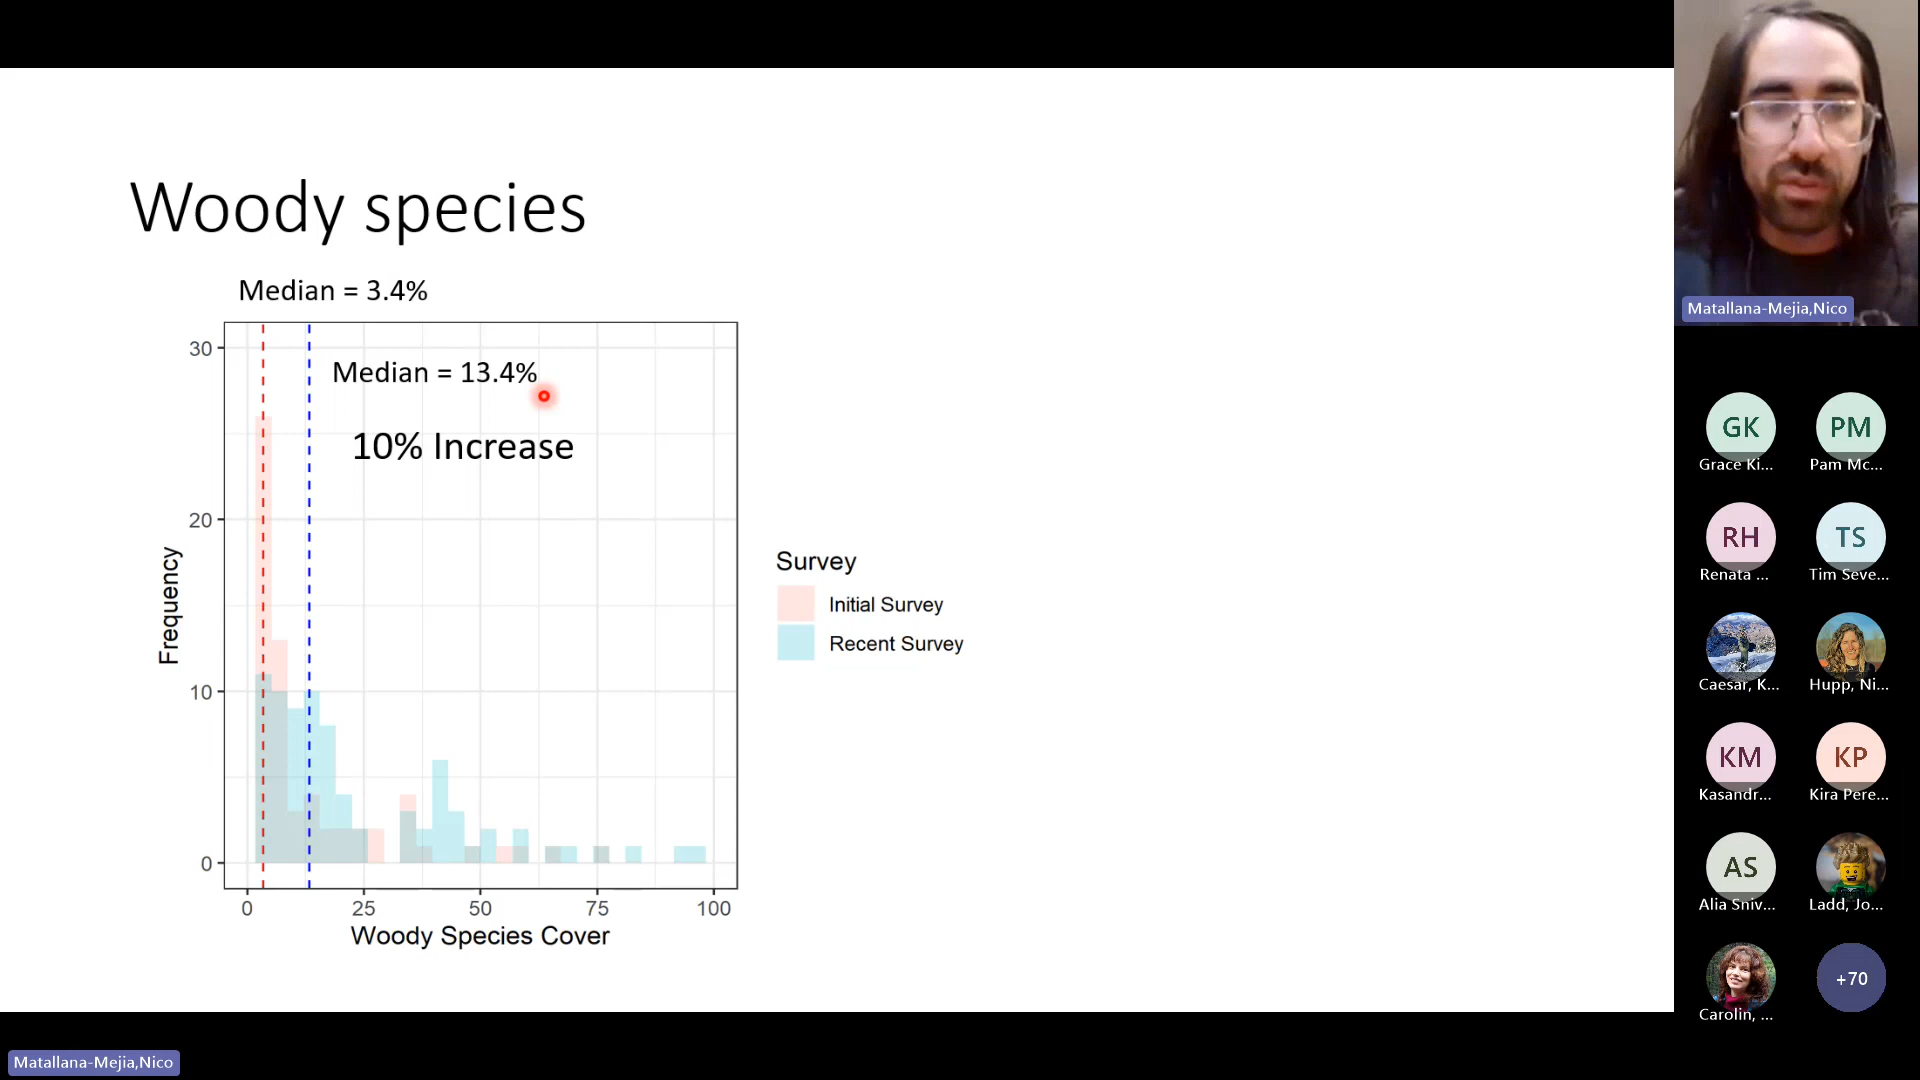 Woody species
Median = 3.4%
Median = 13.4%
10% Increase
30
20
10
0
Frequency
0 25 50 75 100
Woody Species Cover
Survey
Initial Survey
Recent Survey
Matallana-Mejia,Nico
GK PM
Grace Ki... Pam Mc...
RH TS
Renata ... Tim Seve...
Caesar, K... Hupp, Ni...
KM KP
Kasandr... Kira Pere...
AS
Alia Sniv... Ladd, Jo...
+70
Carolin, ...
Matallana-Mejia,Nico